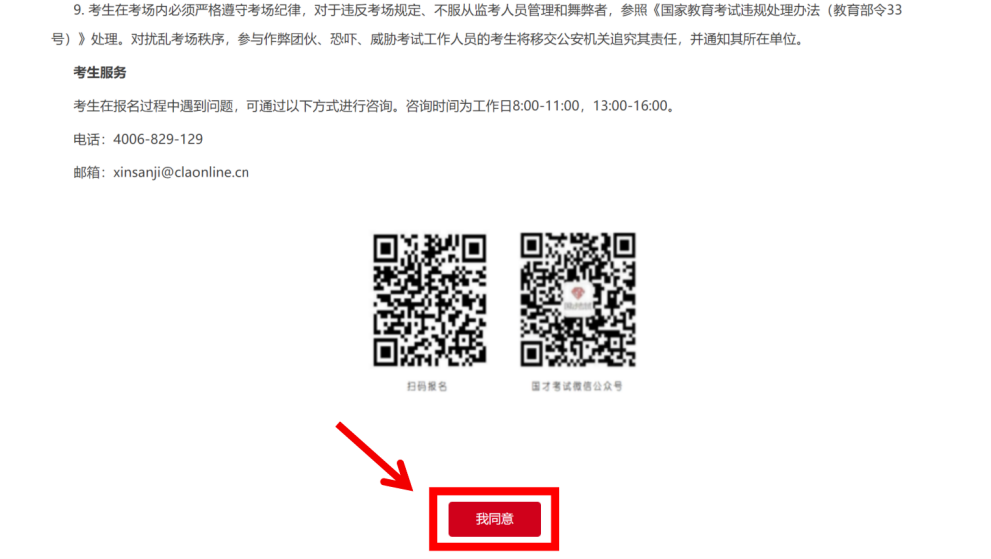 9. 考生在考场内必须严格遵守考场纪律，对于违反考场规定、不服从监考人员管理和舞弊者，参照《国家教育考试违规处理办法（教育部令33
号）》处理。对扰乱考场秩序，参与作弊团伙、恐吓、威胁考试工作人员的考生将移交公安机关追究其责任，并通知其所在单位。
考生服务
考生在报名过程中遇到问题，可通过以下方式进行咨询。咨询时间为工作日8:00-11:00，13:00-16:00。
电话：4006-829-129
邮箱：xinsanji@claonline.cn
扫码报名
国才考试微信公众号
我同意